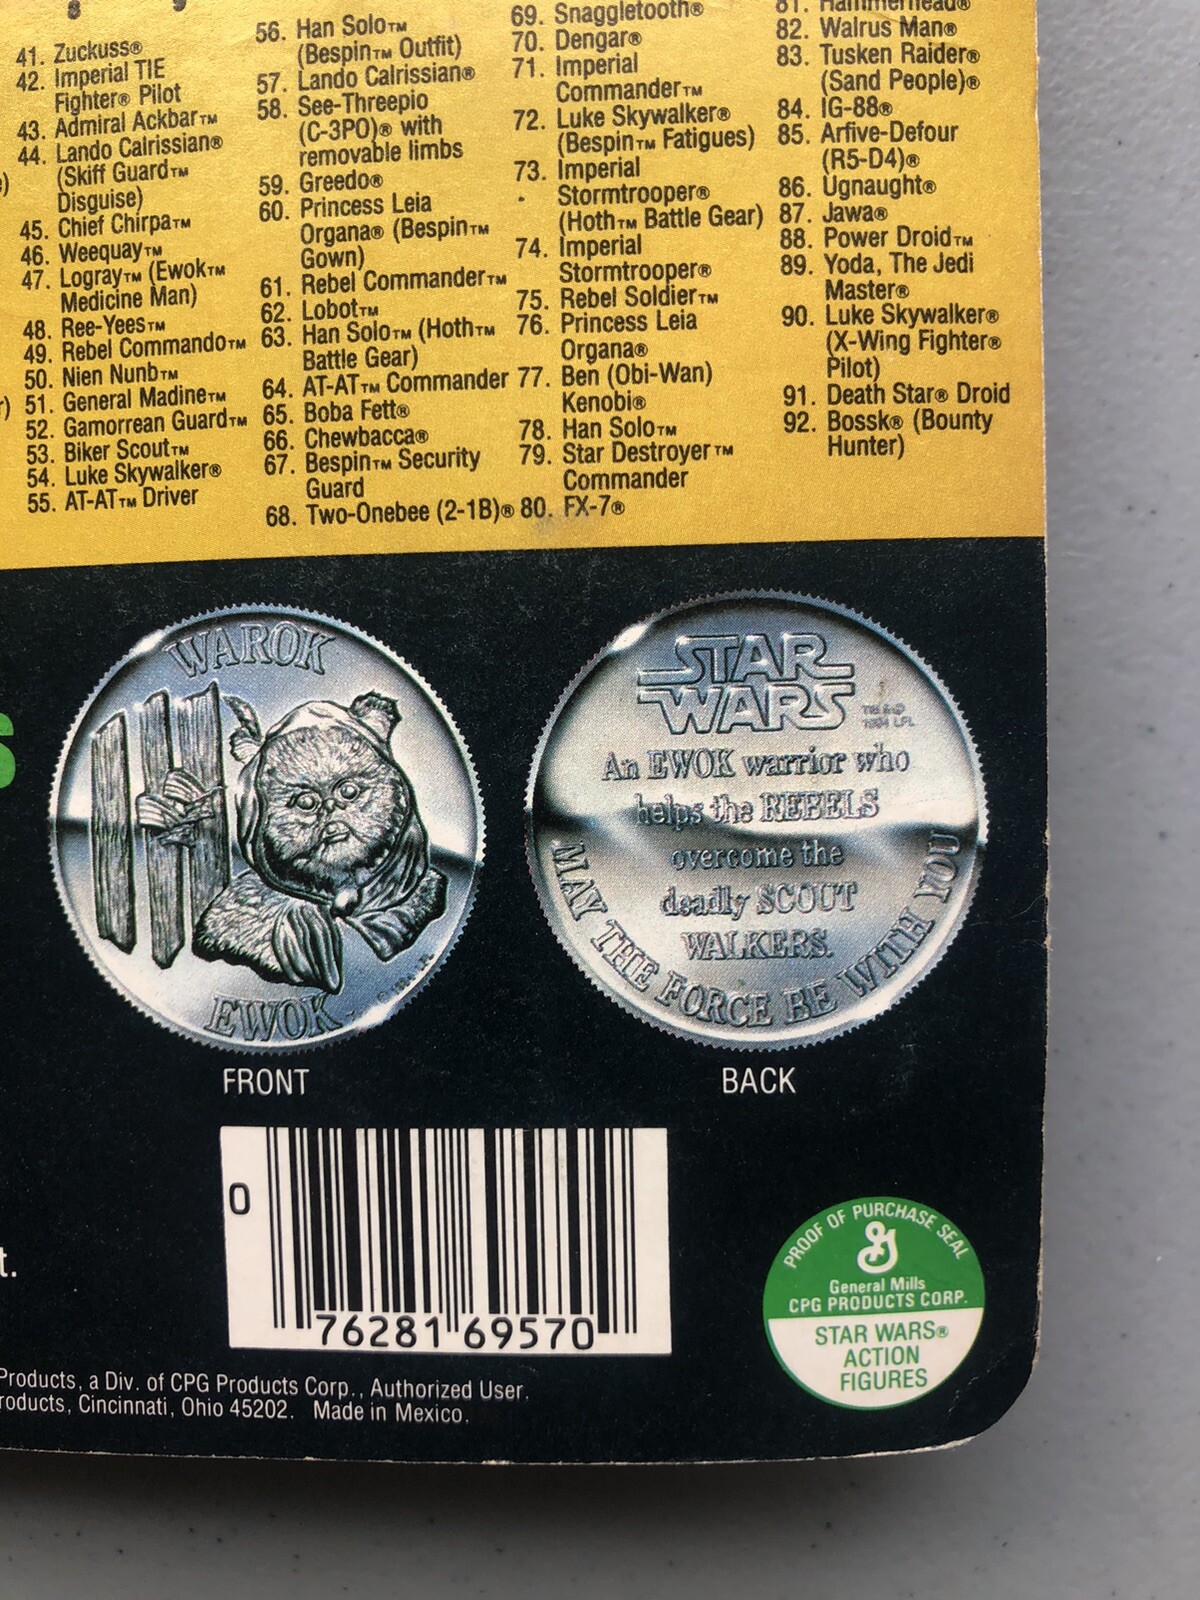 41. Zuckuss®
42. Imperial TIE
Fighter® Pilot
43. Admiral Ackbar™
44. Lando Calrissian®
(Skiff Guard™
Disguise)
45. Chief Chirpa™
46. Weequay™
47. Logray™ (Ewok™
Medicine Man)
48. Ree-Yees™
49. Rebel Commando™
50. Nien Nunb™
51. General Madine™
52. Gamorrean Guard™
53. Biker Scout™
54. Luke Skywalker®
55. AT-AT™ Driver
56. Han Solo™
(Bespin™ Outfit)
57. Lando Calrissian®
58. See-Threepio
(C-3PO)® with
removable limbs
59. Greedo®
60. Princess Leia
Organa® (Bespin™
Gown)
61. Rebel Commander™
62. Lobot™
63. Han Solo™ (Hoth™
Battle Gear)
64. AT-AT™ Commander
65. Boba Fett®
66. Chewbacca®
67. Bespin™ Security
Guard
68. Two-Onebee (2-1B)®
69. Snaggletooth®
70. Dengar®
71. Imperial
Commander™
72. Luke Skywalker®
(Bespin™ Fatigues)
73. Imperial
Stormtrooper®
(Hoth™ Battle Gear)
74. Imperial
Stormtrooper®
75. Rebel Soldier™
76. Princess Leia
Organa®
77. Ben (Obi-Wan)
Kenobi®
78. Han Solo™
79. Star Destroyer™
Commander
80. FX-7®
81. Hammerhead®
82. Walrus Man®
83. Tusken Raider®
(Sand People)®
84. IG-88®
85. Arfive-Defour
(R5-D4)®
86. Ugnaught®
87. Jawa®
88. Power Droid™
89. Yoda, The Jedi
Master®
90. Luke Skywalker®
(X-Wing Fighter®
Pilot)
91. Death Star® Droid
92. Bossk® (Bounty
Hunter)
WAROK
EWOK
FRONT
STAR
WARS
TM & ©
1984 LFL
An EWOK warrior who
helps the REBELS
overcome the
deadly SCOUT
WALKERS.
MAY THE FORCE BE WITH YOU
BACK
0
76281 69570
PROOF OF PURCHASE SEAL
G
General Mills
CPG PRODUCTS CORP.
STAR WARS®
ACTION
FIGURES
t.
Products, a Div. of CPG Products Corp., Authorized User.
roducts, Cincinnati, Ohio 45202. Made in Mexico.